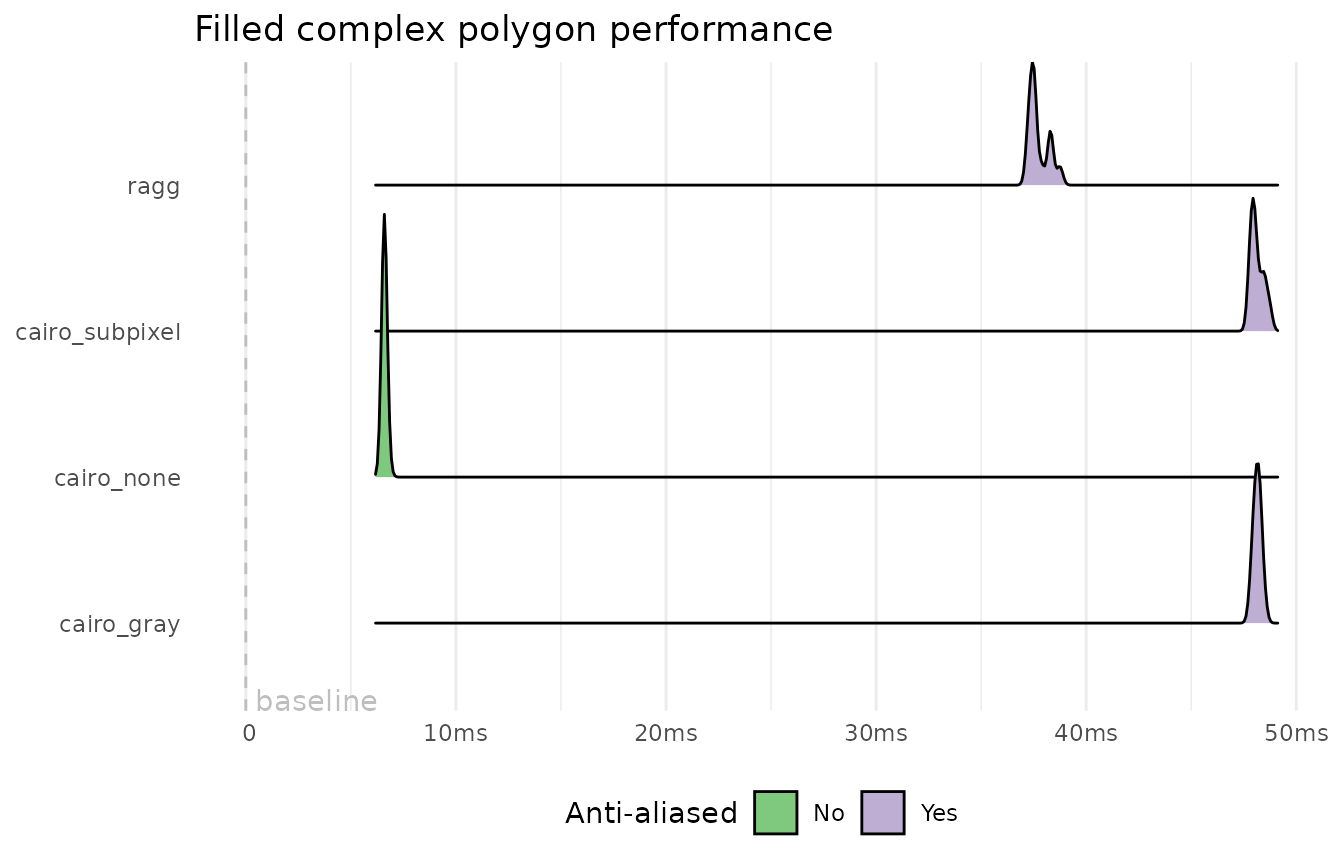 Filled complex polygon performance
ragg
cairo_subpixel
cairo_none
cairo_gray
baseline
0 10ms 20ms 30ms 40ms 50ms
Anti-aliased No Yes